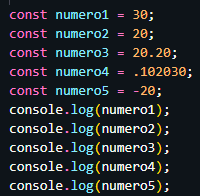 const numero1 = 30;
const numero2 = 20;
const numero3 = 20.20;
const numero4 = .102030;
const numero5 = -20;
console.log(numero1);
console.log(numero2);
console.log(numero3);
console.log(numero4);
console.log(numero5);